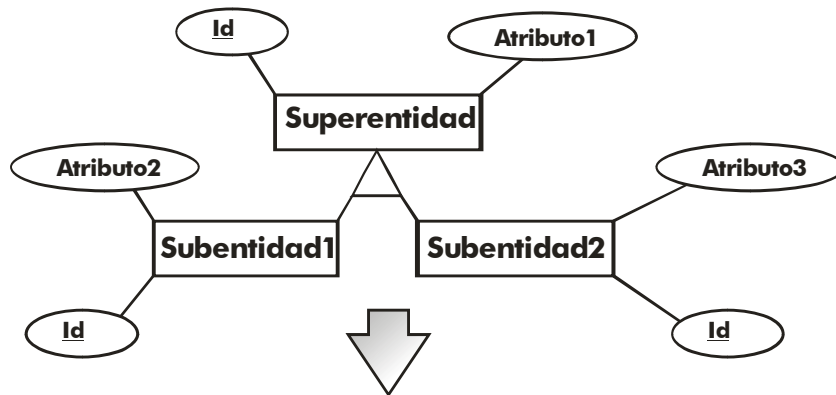 Id
Atributo1
Superentidad
Atributo2
Atributo3
Subentidad1
Subentidad2
Id
Id